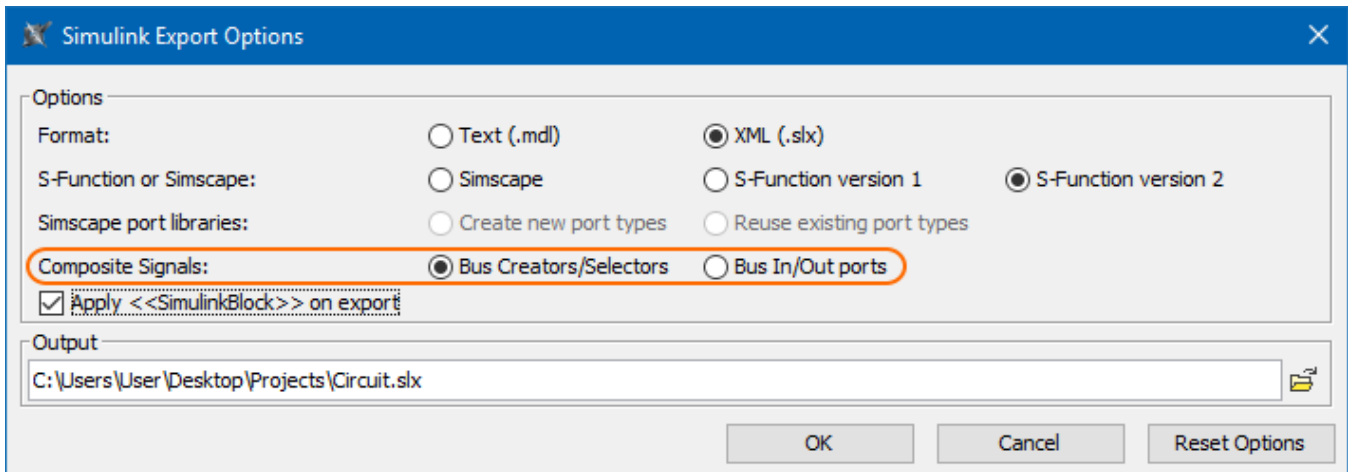 Simulink Export Options
Options
Format: Text (.mdl) XML (.slx)
S-Function or Simscape: Simscape S-Function version 1 S-Function version 2
Simscape port libraries: Create new port types Reuse existing port types
Composite Signals: Bus Creators/Selectors Bus In/Out ports
Apply <<SimulinkBlock>> on export
Output
C:\Users\User\Desktop\Projects\Circuit.slx
OK Cancel Reset Options